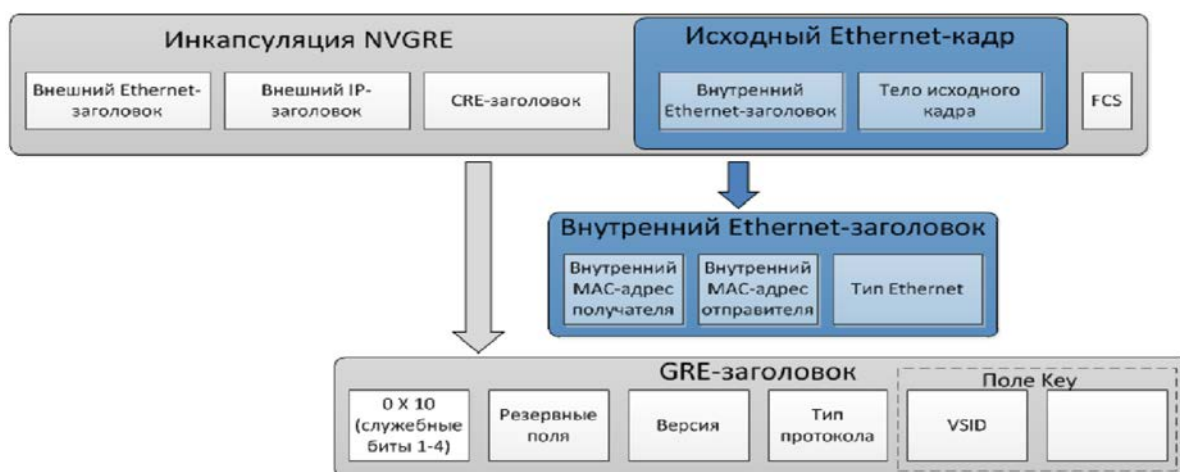 Инкапсуляция NVGRE
Исходный Ethernet-кадр
Внешний Ethernet-
заголовок
Внешний IP-
заголовок
CRE-заголовок
Внутренний
Ethernet-заголовок
Тело исходного
кадра
FCS
Внутренний Ethernet-заголовок
Внутренний
MAC-адрес
получателя
Внутренний
MAC-адрес
отправителя
Тип Ethernet
GRE-заголовок
Поле Key
0 X 10
(служебные
биты 1-4)
Резервные
поля
Версия
Тип
протокола
VSID